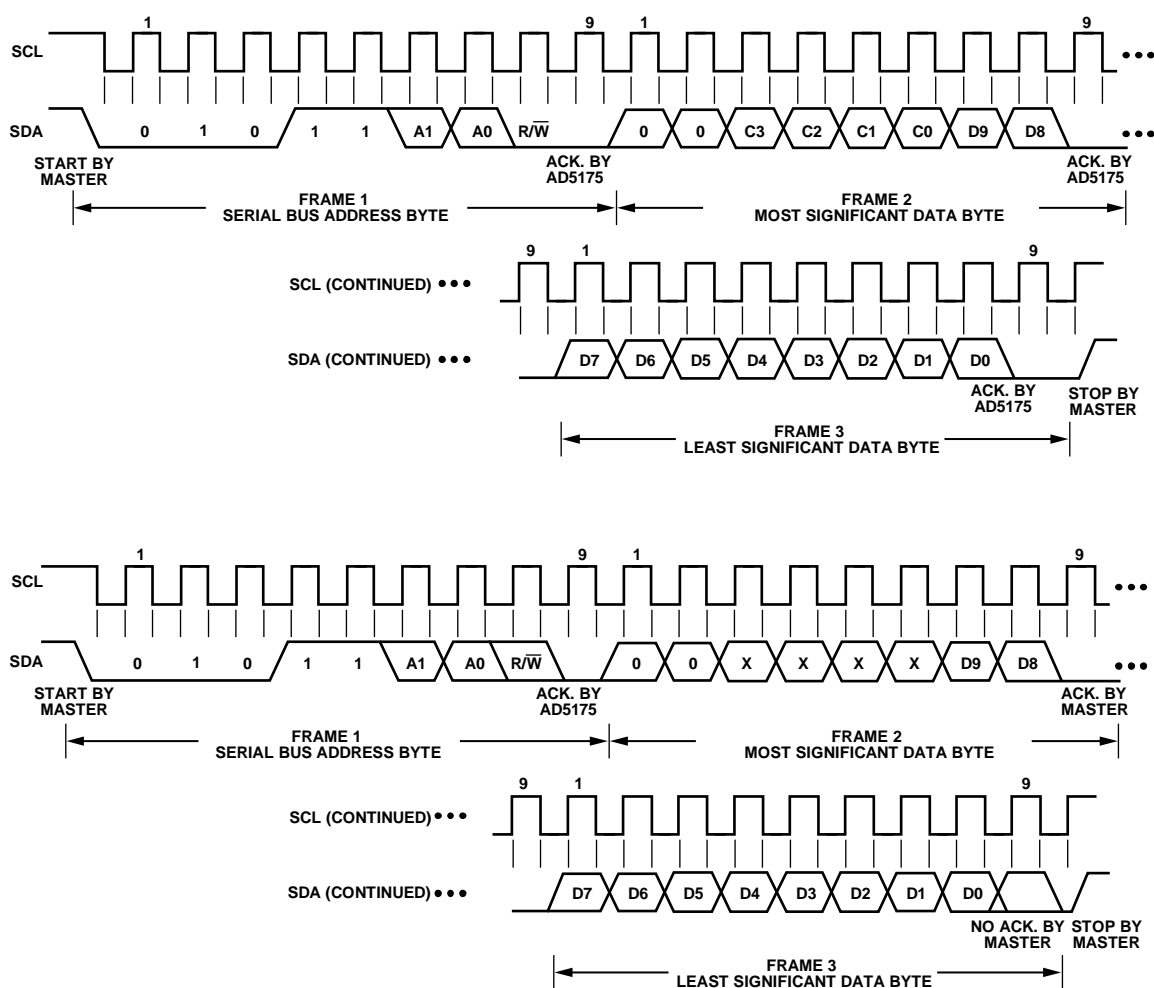 1 9 1 9
SCL
SDA 0 1 0 1 1 A1 A0 R/W̅ 0 0 C3 C2 C1 C0 D9 D8
START BY MASTER
ACK. BY AD5175
ACK. BY AD5175
FRAME 1
SERIAL BUS ADDRESS BYTE
FRAME 2
MOST SIGNIFICANT DATA BYTE
9 1 9
SCL (CONTINUED)
SDA (CONTINUED) D7 D6 D5 D4 D3 D2 D1 D0
ACK. BY AD5175
STOP BY MASTER
FRAME 3
LEAST SIGNIFICANT DATA BYTE
1 9 1 9
SCL
SDA 0 1 0 1 1 A1 A0 R/W̅ 0 0 X X X X D9 D8
START BY MASTER
ACK. BY AD5175
ACK. BY MASTER
FRAME 1
SERIAL BUS ADDRESS BYTE
FRAME 2
MOST SIGNIFICANT DATA BYTE
9 1 9
SCL (CONTINUED)
SDA (CONTINUED) D7 D6 D5 D4 D3 D2 D1 D0
NO ACK. BY MASTER
STOP BY MASTER
FRAME 3
LEAST SIGNIFICANT DATA BYTE